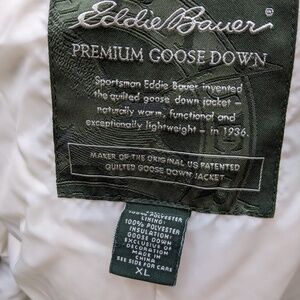 Eddie Bauer®
PREMIUM GOOSE DOWN
Sportsman Eddie Bauer invented
the quilted goose down jacket –
naturally warm, functional and
exceptionally lightweight – in 1936.
MAKER OF THE ORIGINAL US PATENTED
QUILTED GOOSE DOWN JACKET
100% POLYESTER
LINING:
100% POLYESTER
INSULATION:
GOOSE DOWN
EXCLUSIVE OF
DECORATION
MADE IN
CHINA
SEE SIDE FOR CARE
XL